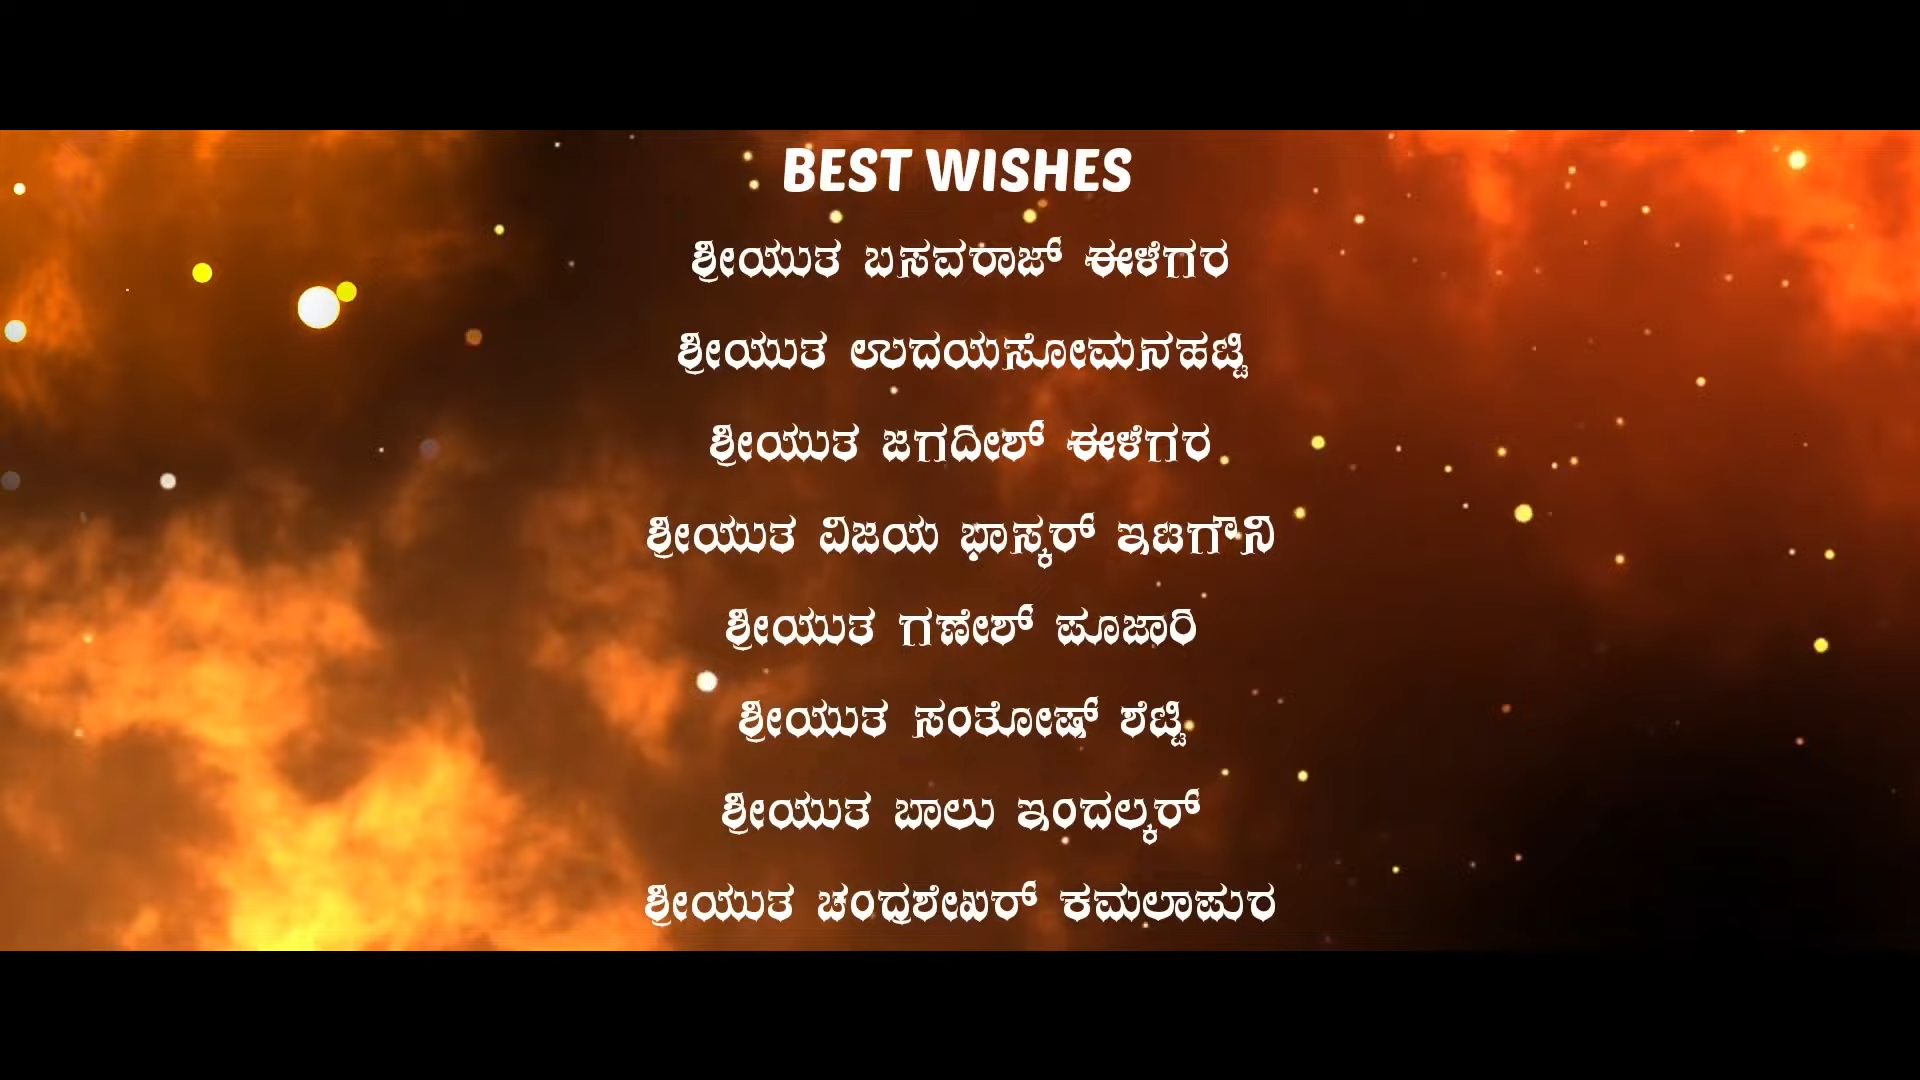 BEST WISHES
ಶ್ರೀಯುತ ಬಸವರಾಜ್ ಈಳೆಗರ
ಶ್ರೀಯುತ ಉದಯಸೋಮನಹಟ್ಟಿ
ಶ್ರೀಯುತ ಜಗದೀಶ್ ಈಳೆಗರ
ಶ್ರೀಯುತ ವಿಜಯ ಭಾಸ್ಕರ್ ಇಟಗೌನಿ
ಶ್ರೀಯುತ ಗಣೇಶ್ ಪೂಜಾರಿ
ಶ್ರೀಯುತ ಸಂತೋಷ್ ಶೆಟ್ಟಿ
ಶ್ರೀಯುತ ಬಾಲು ಇಂದಲ್ಕರ್
ಶ್ರೀಯುತ ಚಂಧ್ರಶೇಖರ್ ಕಮಲಾಪುರ